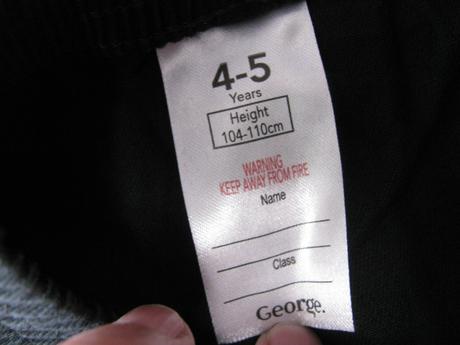 4-5
Years
Height
104-110cm
WARNING
KEEP AWAY FROM FIRE
Name
Class
George.